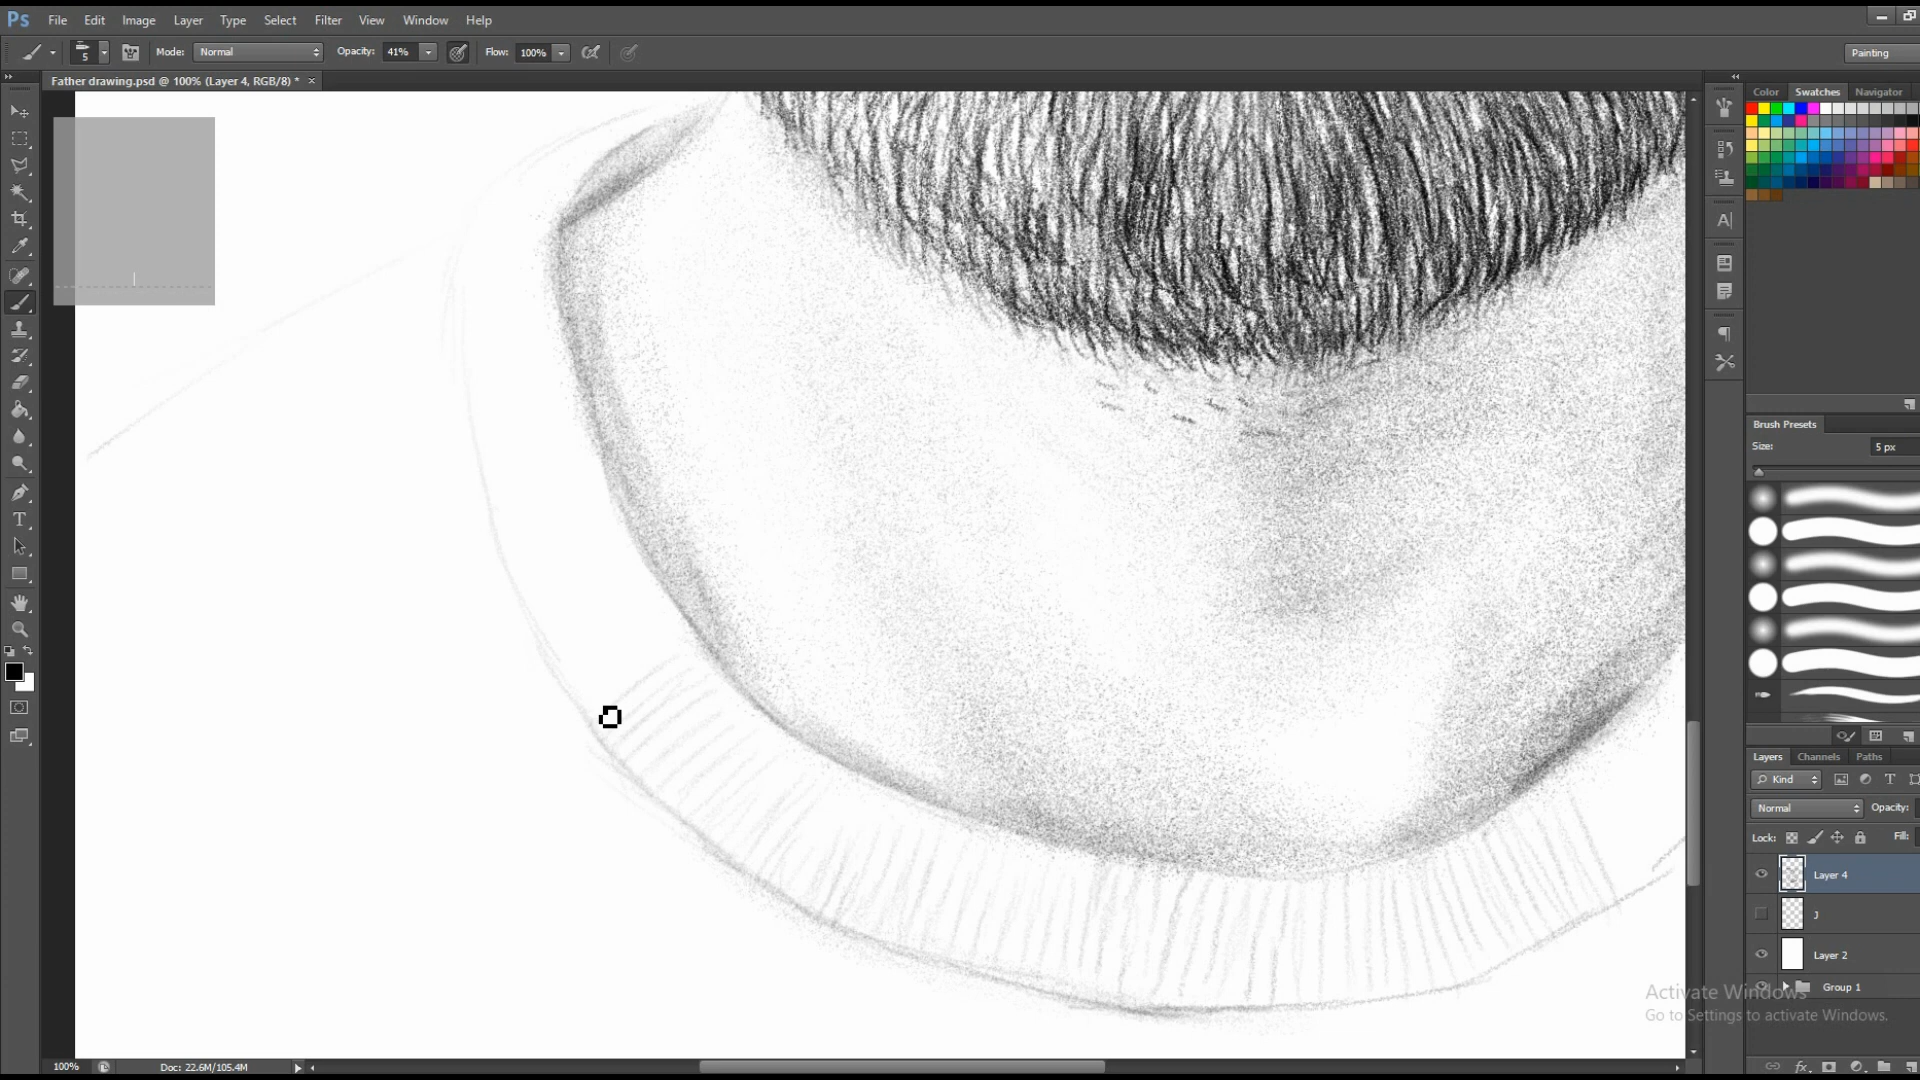 Ps File Edit Image Layer Type Select Filter View Window Help
5 Mode: Normal Opacity: 41% Flow: 100% Painting
Father drawing.psd @ 100% (Layer 4, RGB/8) * ×
Color Swatches Navigator
Brush Presets
Size: 5 px
Layers Channels Paths
Kind
Normal Opacity:
Lock: Fill:
Layer 4
J
Layer 2
Group 1
Activate Windows
Go to Settings to activate Windows.
100% Doc: 22.6M/105.4M